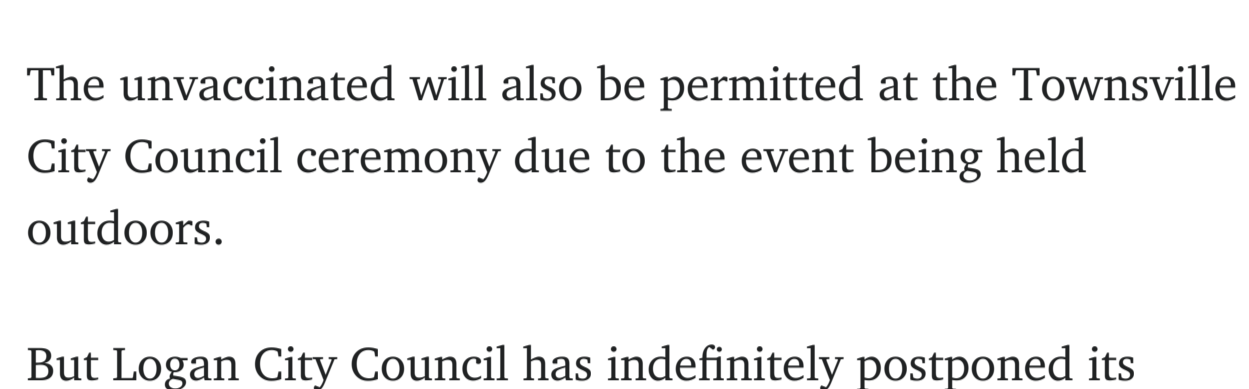 The unvaccinated will also be permitted at the Townsville
City Council ceremony due to the event being held
outdoors.
But Logan City Council has indefinitely postponed its